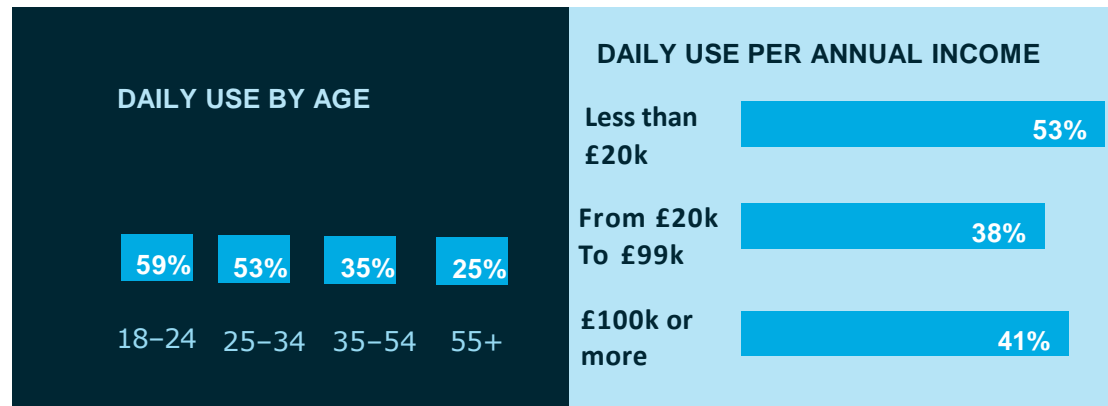 DAILY USE BY AGE
59% 53% 35% 25%
18–24 25–34 35–54 55+
DAILY USE PER ANNUAL INCOME
Less than
£20k
53%
From £20k
To £99k
38%
£100k or
more
41%